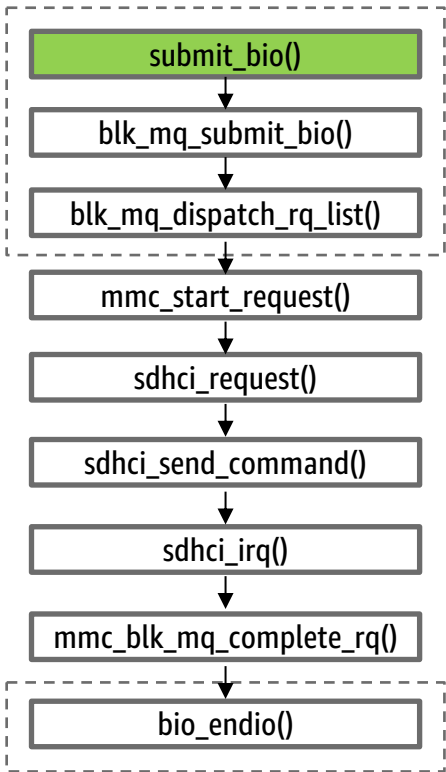 submit_bio()
blk_mq_submit_bio()
blk_mq_dispatch_rq_list()
mmc_start_request()
sdhci_request()
sdhci_send_command()
sdhci_irq()
mmc_blk_mq_complete_rq()
bio_endio()